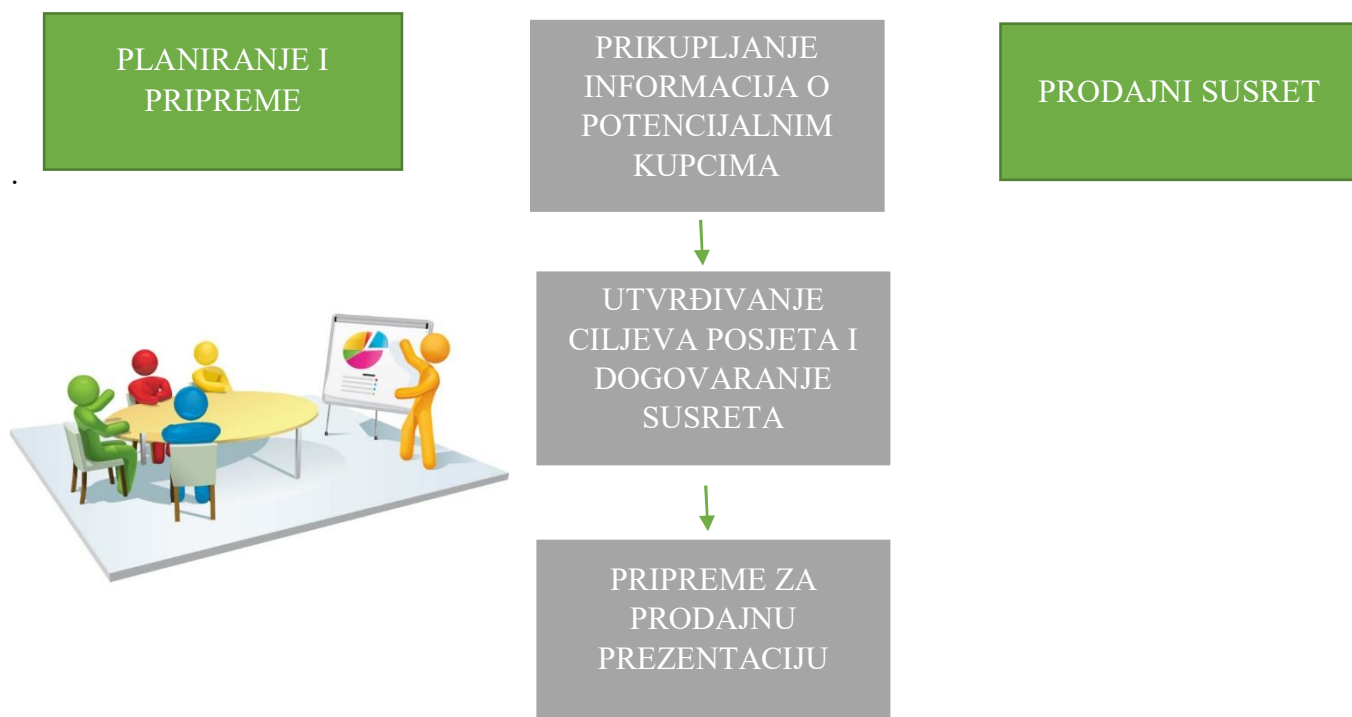 PLANIRANJE I
PRIPREME
.
PRIKUPLJANJE
INFORMACIJA O
POTENCIJALNIM
KUPCIMA
PRODAJNI SUSRET
UTVRĐIVANJE
CILJEVA POSJETA I
DOGOVARANJE
SUSRETA
PRIPREME ZA
PRODAJNU
PREZENTACIJU